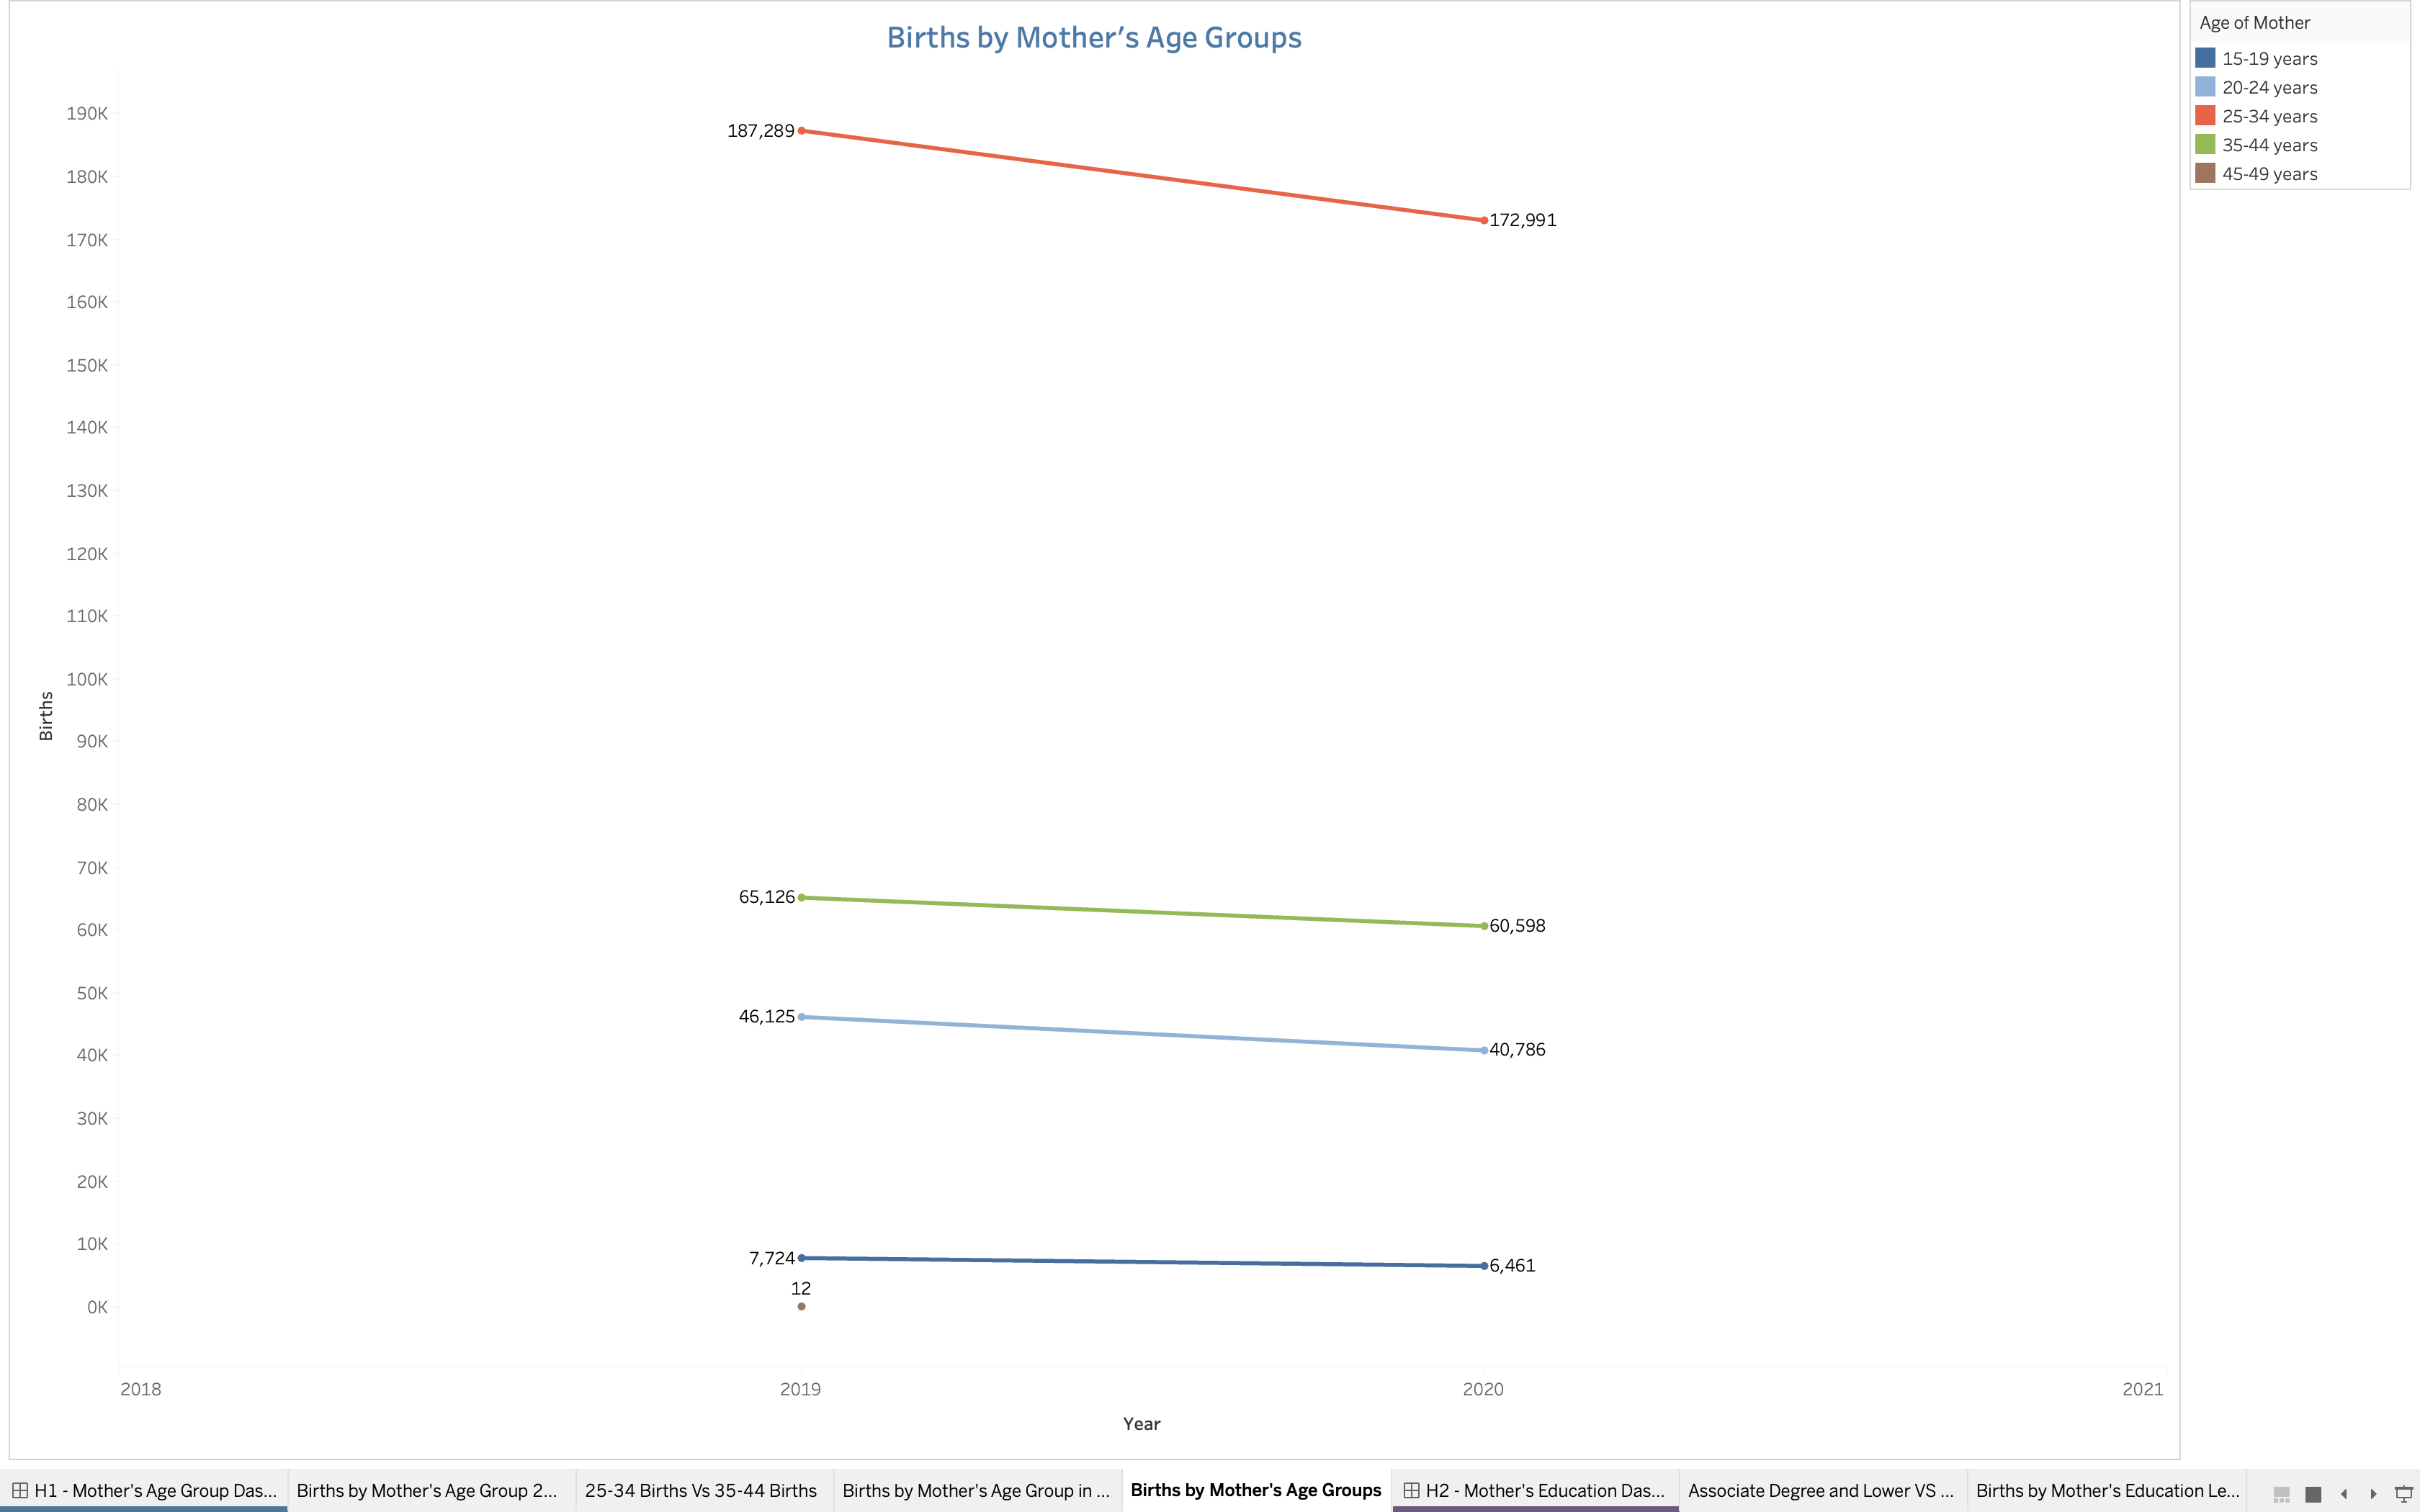 Births by Mother’s Age Groups
Age of Mother
15-19 years
20-24 years
25-34 years
35-44 years
45-49 years
190K
180K
170K
160K
150K
140K
130K
120K
110K
100K
90K
80K
70K
60K
50K
40K
30K
20K
10K
0K
Births
187,289
172,991
65,126
60,598
46,125
40,786
7,724
6,461
12
2018
2019
2020
2021
Year
H1 - Mother's Age Group Das...
Births by Mother's Age Group 2...
25-34 Births Vs 35-44 Births
Births by Mother's Age Group in ...
Births by Mother's Age Groups
H2 - Mother's Education Das...
Associate Degree and Lower VS ...
Births by Mother's Education Le...